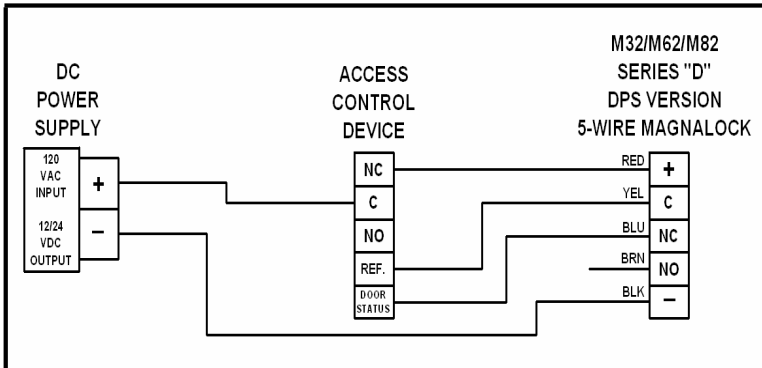 DC
POWER
SUPPLY
120
VAC
INPUT
+
12/24
VDC
OUTPUT
−
ACCESS
CONTROL
DEVICE
NC
C
NO
REF.
DOOR
STATUS
M32/M62/M82
SERIES "D"
DPS VERSION
5-WIRE MAGNALOCK
RED +
YEL C
BLU NC
BRN NO
BLK −